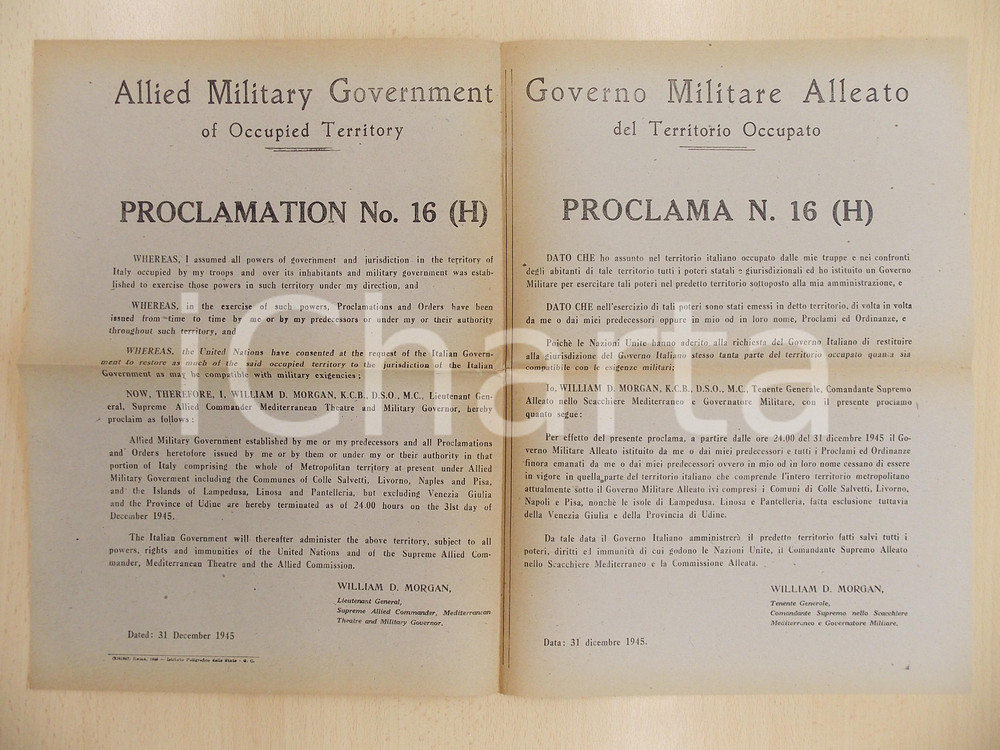 Allied Military Government
of Occupied Territory
PROCLAMATION No. 16 (H)
WHEREAS, I assumed all powers of government and jurisdiction in the territory of
Italy occupied by my troops and over its inhabitants and military government was estab-
lished to exercise those powers in such territory under my direction, and
WHEREAS, in the exercise of such powers, Proclamations and Orders have been
issued from time to time by me or by my predecessors or under my or their authority
throughout such territory, and
WHEREAS, the United Nations have consented at the request of the Italian Govern-
ment to restore as much of the said occupied territory to the jurisdiction of the Italian
Government as may be compatible with military exigencies;
NOW, THEREFORE, I, WILLIAM D. MORGAN, K.C.B., D.S.O., M.C., Lieutenant Gen-
eral, Supreme Allied Commander Mediterranean Theatre and Military Governor, hereby
proclaim as follows:
Allied Military Government established by me or my predecessors and all Proclamations
and Orders heretofore issued by me or by them or under my or their authority in that
portion of Italy comprising the whole of Metropolitan territory at present under Allied
Military Goverment including the Communes of Colle Salvetti, Livorno, Naples and Pisa,
and the Islands of Lampedusa, Linosa and Pantelleria, but excluding Venezia Giulia
and the Province of Udine are hereby terminated as of 24.00 hours on the 31st day of
December 1945.
The Italian Government will thereafter administer the above territory, subject to all
powers, rights and immunities of the United Nations and of the Supreme Allied Com-
mander, Mediterranean Theatre and the Allied Commission.
WILLIAM D. MORGAN,
Lieutenant General,
Supreme Allied Commander, Mediterranean
Theatre and Military Governor.
Dated: 31 December 1945
Istituto Poligrafico dello Stato
Governo Militare Alleato
del Territorio Occupato
PROCLAMA N. 16 (H)
DATO CHE ho assunto nel territorio italiano occupato dalle mie truppe e nei confronti
degli abitanti di tale territorio tutti i poteri statali e giurisdizionali ed ho istituito un Governo
Militare per esercitare tali poteri nel predetto territorio sottoposto alla mia amministrazione, e
DATO CHE nell'esercizio di tali poteri sono stati emessi in detto territorio, di volta in volta
da me o dai miei predecessori oppure in mio od in loro nome, Proclami ed Ordinanze, e
Poichè le Nazioni Unite hanno aderito alla richiesta del Governo Italiano di restituire
alla giurisdizione del Governo Italiano stesso tanta parte del territorio occupato quanta sia
compatibile con le esigenze militari;
Io, WILLIAM D. MORGAN, K.C.B., D.S.O., M.C., Tenente Generale, Comandante Supremo
Alleato nello Scacchiere Mediterraneo e Governatore Militare, con il presente proclamo
quanto segue:
Per effetto del presente proclama, a partire dalle ore 24.00 del 31 dicembre 1945 il Go-
verno Militare Alleato istituito da me o dai miei predecessori e tutti i Proclami ed Ordinanze
finora emanati da me o dai miei predecessori ovvero in mio od in loro nome cessano di essere
in vigore in quella parte del territorio italiano che comprende l'intero territorio metropolitano
attualmente sotto il Governo Militare Alleato ivi compresi i Comuni di Colle Salvetti, Livorno,
Napoli e Pisa, nonchè le isole di Lampedusa, Linosa e Pantelleria, fatta esclusione tuttavia
della Venezia Giulia e della Provincia di Udine.
Da tale data il Governo Italiano amministrerà il predetto territorio fatti salvi tutti i
poteri, diritti ed immunità di cui godono le Nazioni Unite, il Comandante Supremo Alleato
nello Scacchiere Mediterraneo e la Commissione Alleata.
WILLIAM D. MORGAN,
Tenente Generale,
Comandante Supremo nello Scacchiere
Mediterraneo e Governatore Militare.
Data: 31 dicembre 1945.
iCharta